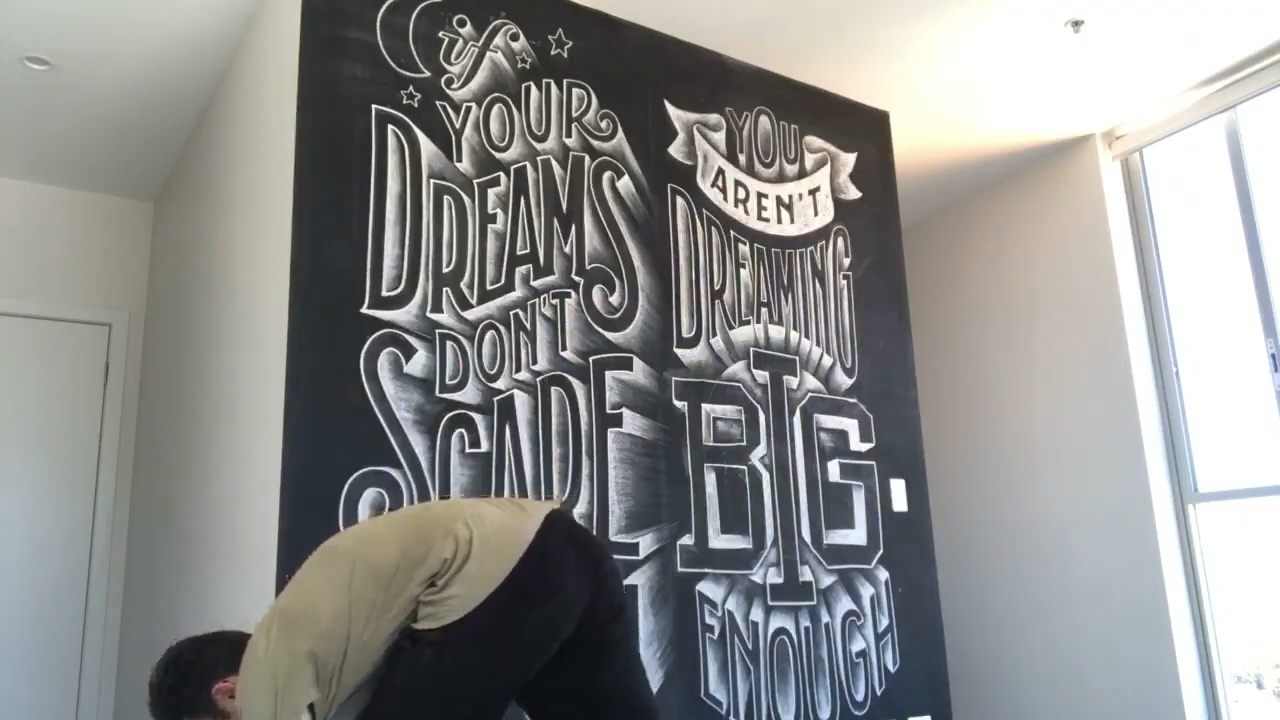 if
YOUR
DREAMS
DON'T
SCARE
YOU
AREN'T
DREAMING
BIG
ENOUGH